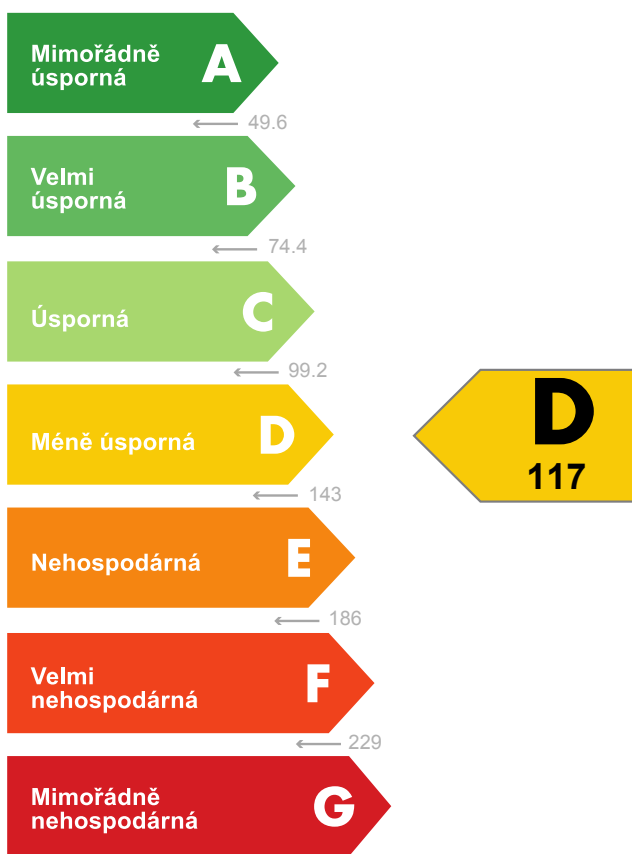 Mimořádně
úsporná
A
49.6
Velmi
úsporná
B
74.4
Úsporná
C
99.2
Méně úsporná
D
D
117
143
Nehospodárná
E
186
Velmi
nehospodárná
F
229
Mimořádně
nehospodárná
G